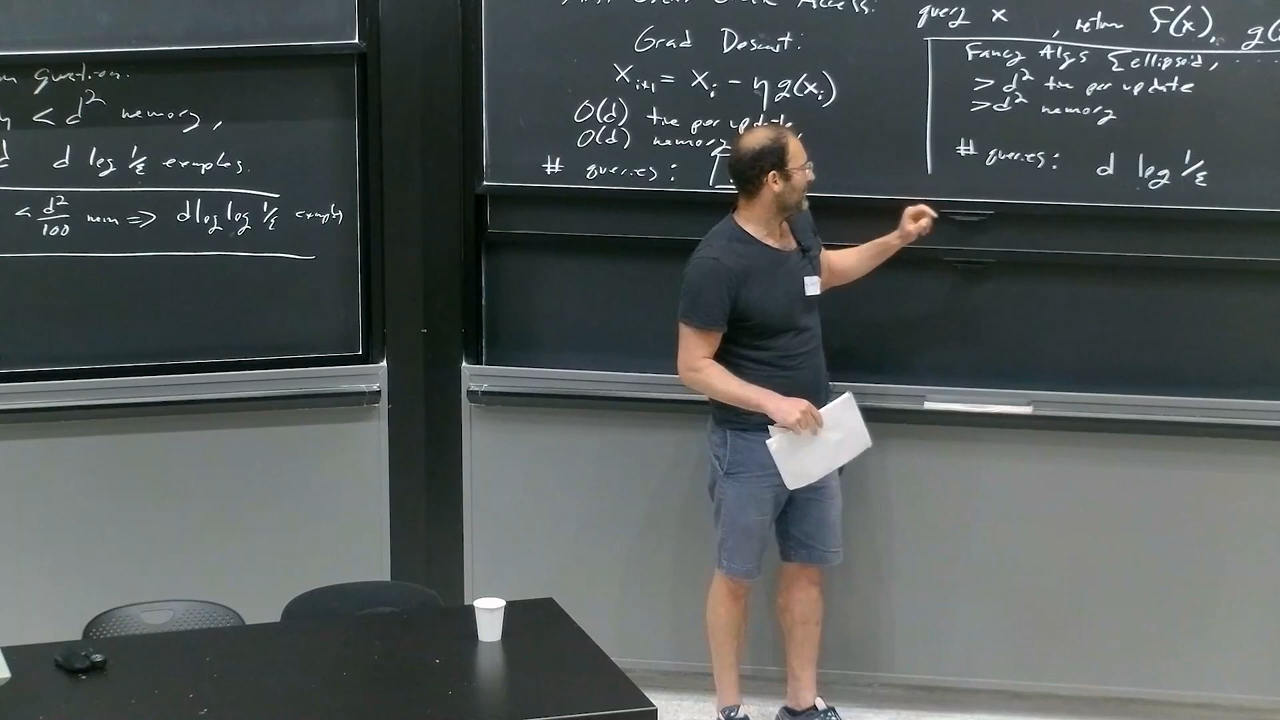 question.
< d² memory,
d log 1/ε examples.
< d²/100 mem => d log log 1/ε examples
Access:
Grad Descent:
X_{i+1} = X_i - η g(x_i)
O(d) time per update,
O(d) memory
# queries:
query x , return f(x), g(
Fancy Algs {ellipsoid, ....
> d² time per update
> d² memory
# queries: d log 1/ε